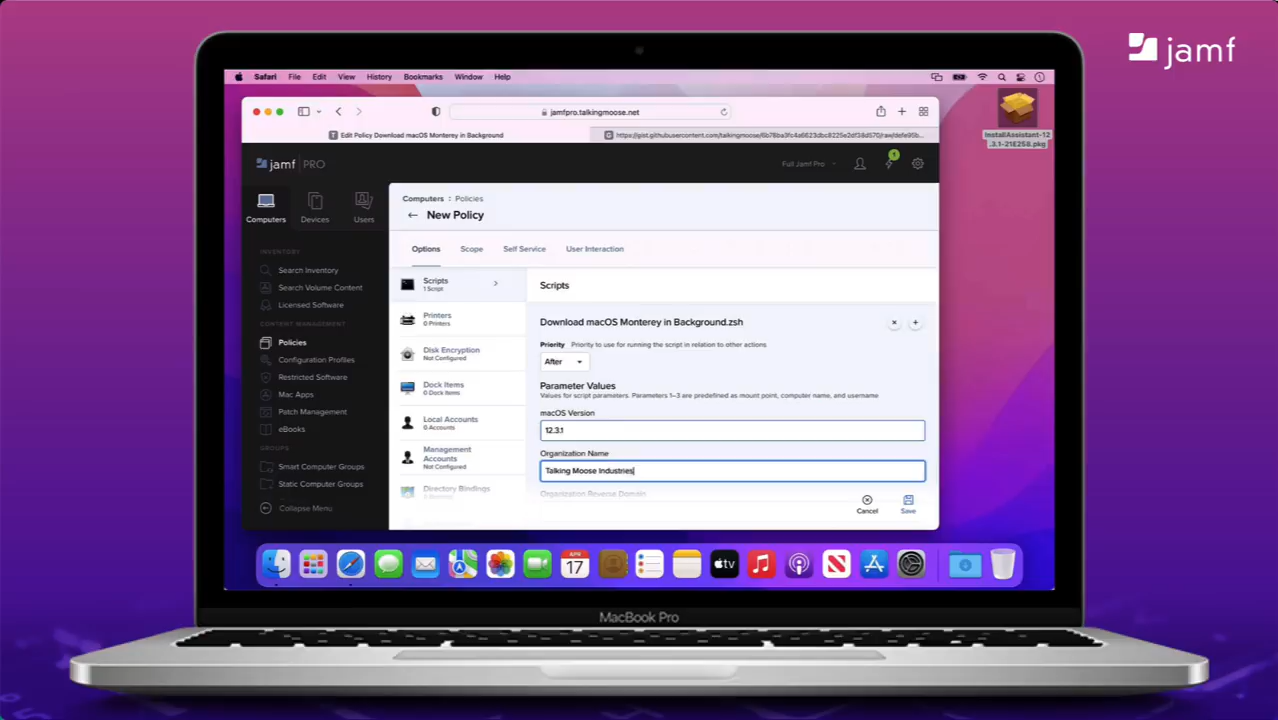 jamf
Safari File Edit View History Bookmarks Window Help
jamfpro.talkingmoose.net
T Edit Policy Download macOS Monterey in Background
InstallAssistant-12
.3.1-21E258.pkg
jamf PRO
Full Jamf Pro
1
Computers Devices Users
Computers : Policies
New Policy
Options Scope Self Service User Interaction
INVENTORY
Search Inventory
Search Volume Content
Licensed Software
CONTENT MANAGEMENT
Policies
Configuration Profiles
Restricted Software
Mac Apps
Patch Management
eBooks
GROUPS
Smart Computer Groups
Static Computer Groups
Collapse Menu
Scripts
1 Script
Printers
0 Printers
Disk Encryption
Not Configured
Dock Items
0 Dock Items
Local Accounts
0 Accounts
Management
Accounts
Not Configured
Directory Bindings
Scripts
Download macOS Monterey in Background.zsh
Priority Priority to use for running the script in relation to other actions
After
Parameter Values
Values for script parameters. Parameters 1–3 are predefined as mount point, computer name, and username
macOS Version
12.3.1
Organization Name
Talking Moose Industries
Organization Reverse Domain
Cancel Save
APR
17
tv
MacBook Pro